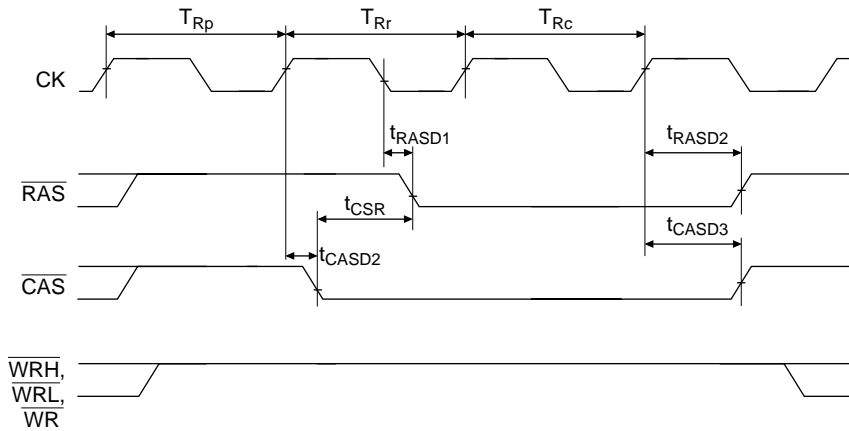 TRp TRr TRc
CK
tRASD1 tRASD2
RAS
tCSR
tCASD2 tCASD3
CAS
WRH,
WRL,
WR